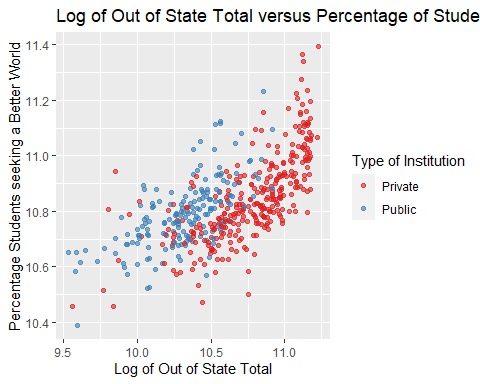 Log of Out of State Total versus Percentage of Stude
Percentage Students seeking a Better World
11.4
11.2
11.0
10.8
10.6
10.4
9.5 10.0 10.5 11.0
Log of Out of State Total
Type of Institution
Private
Public